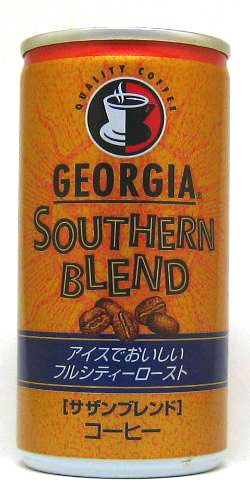 QUALITY COFFEE
GEORGIA®
SOUTHERN
BLEND
アイスでおいしい
フルシティーロースト
[サザンブレンド]
コーヒー